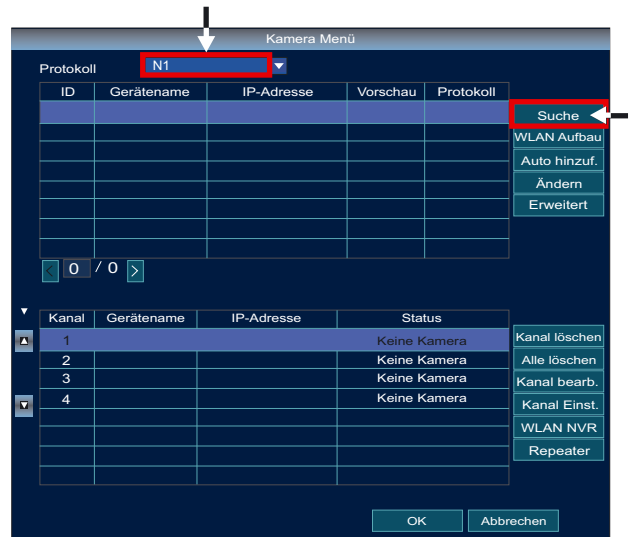 Kamera Menü
Protokoll N1
ID Gerätename IP-Adresse Vorschau Protokoll
Suche
WLAN Aufbau
Auto hinzuf.
Ändern
Erweitert
< 0 / 0 >
Kanal Gerätename IP-Adresse Status
1 Keine Kamera
2 Keine Kamera
3 Keine Kamera
4 Keine Kamera
Kanal löschen
Alle löschen
Kanal bearb.
Kanal Einst.
WLAN NVR
Repeater
OK Abbrechen